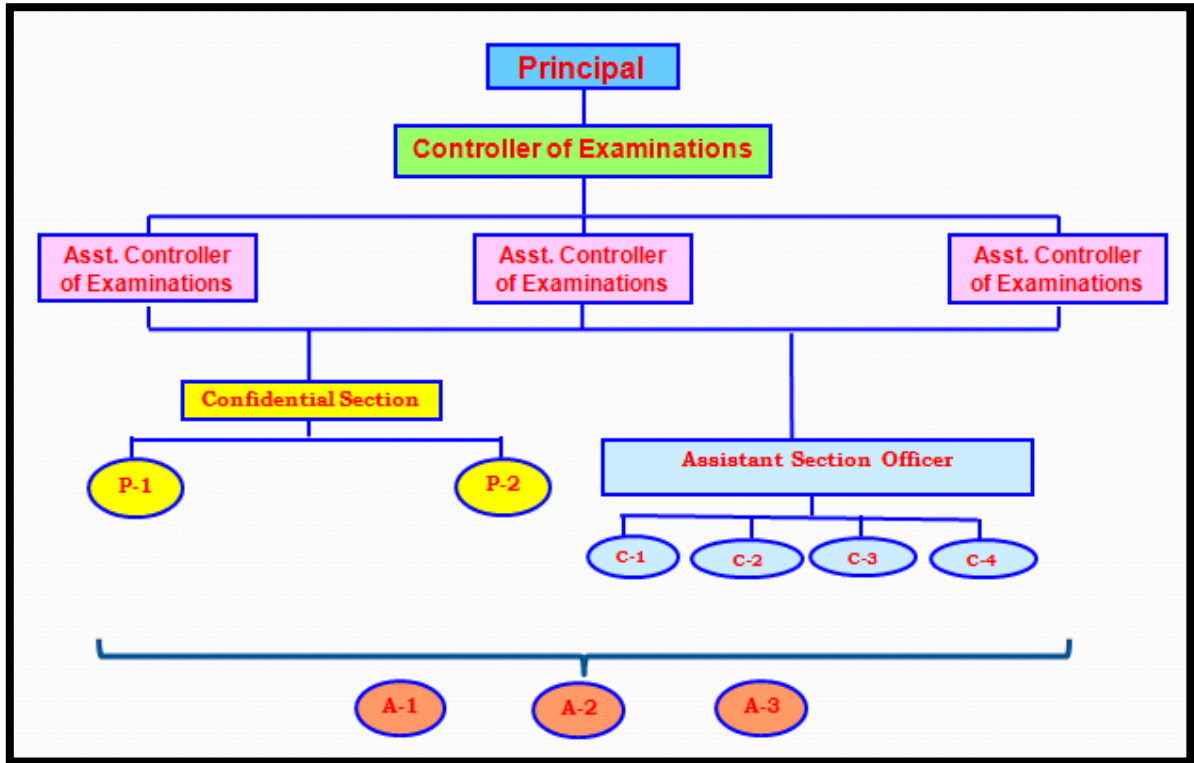 Principal
Controller of Examinations
Asst. Controller
of Examinations
Asst. Controller
of Examinations
Asst. Controller
of Examinations
Confidential Section
P-1
P-2
Assistant Section Officer
C-1
C-2
C-3
C-4
A-1
A-2
A-3